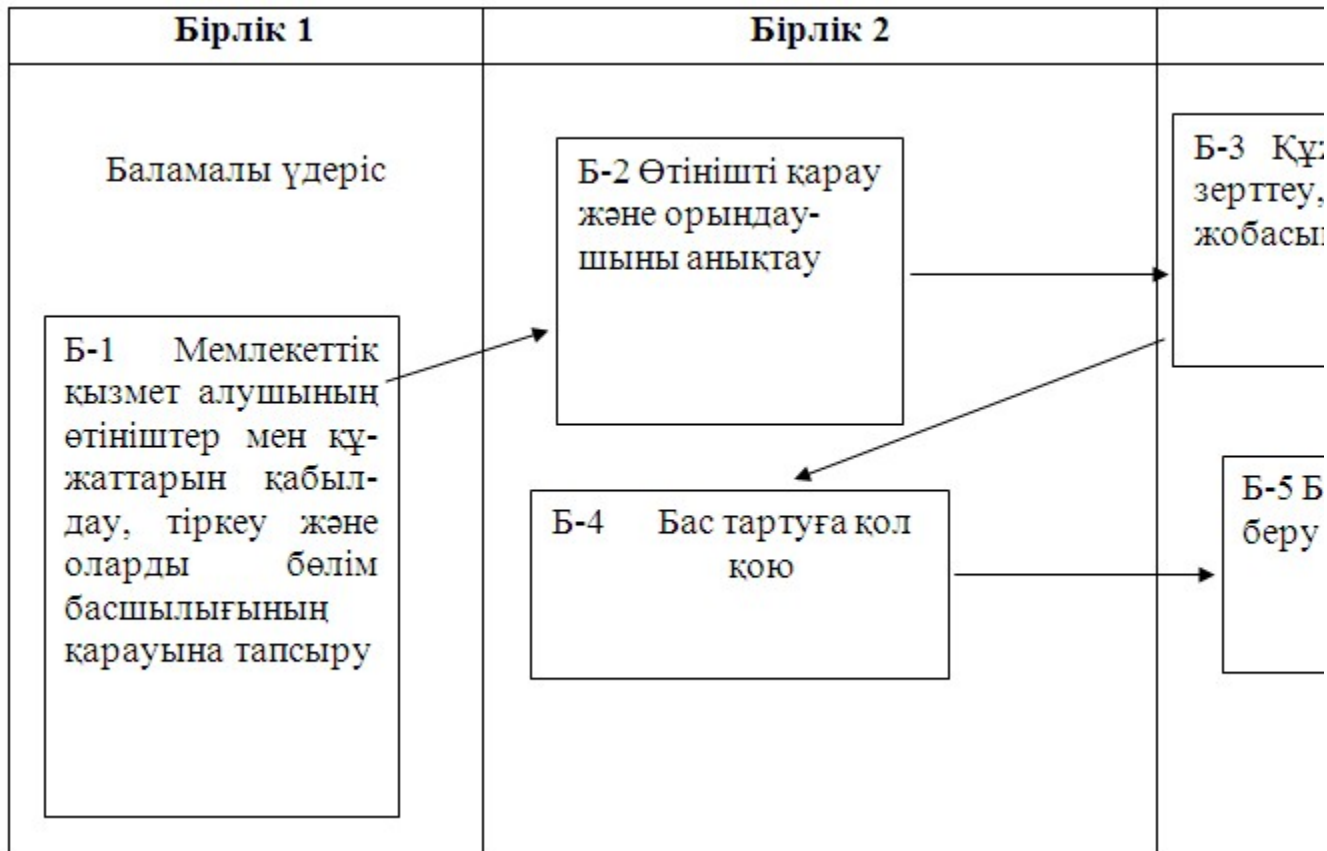 Бірлік 1
Бірлік 2
Баламалы үдеріс
Б-1 Мемлекеттік
қызмет алушының
өтініштер мен құ-
жаттарын қабыл-
дау, тіркеу және
оларды бөлім
басшылығының
қарауына тапсыру
Б-2 Өтінішті қарау
және орындау-
шыны анықтау
Б-3
зерттеу,
Б-4 Бас тартуға қол
қою
Б-5
беру